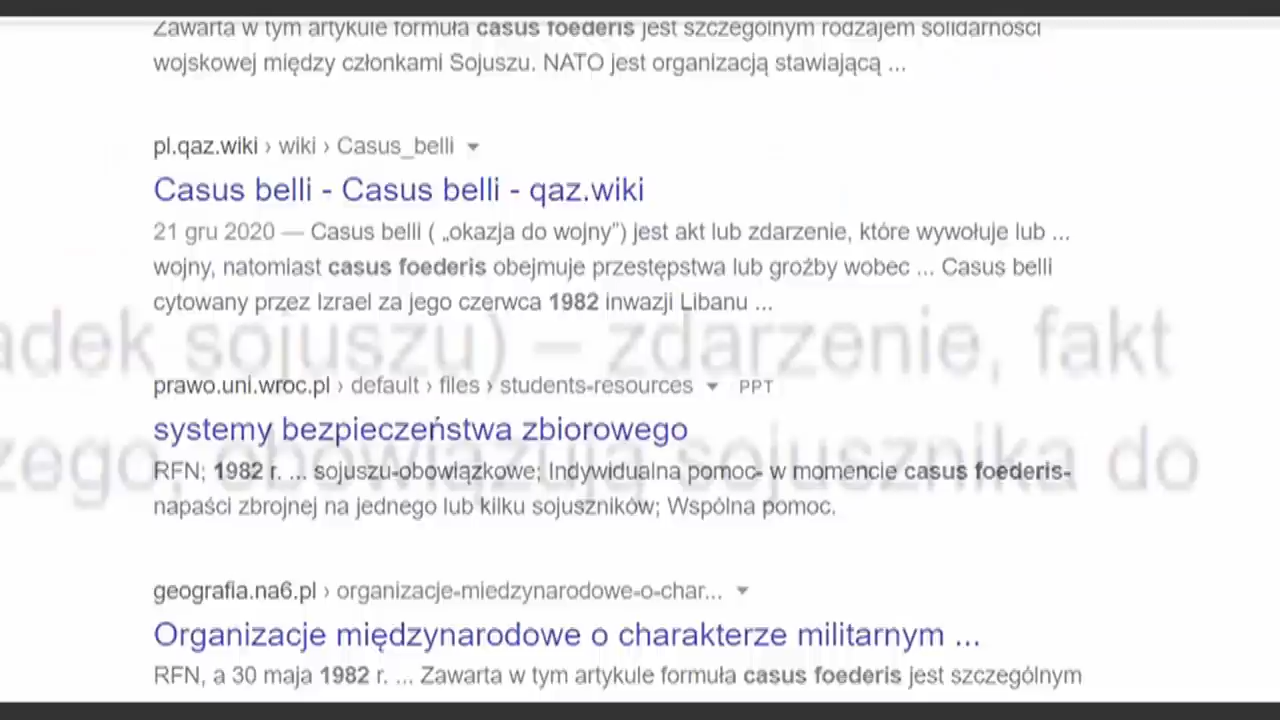 Zawarta w tym artykule formuła casus foederis jest szczególnym rodzajem solidarności
wojskowej między członkami Sojuszu. NATO jest organizacją stawiającą ...
pl.qaz.wiki › wiki › Casus_belli
Casus belli - Casus belli - qaz.wiki
21 gru 2020 — Casus belli ( „okazja do wojny”) jest akt lub zdarzenie, które wywołuje lub ...
wojny, natomiast casus foederis obejmuje przestępstwa lub groźby wobec ... Casus belli
cytowany przez Izrael za jego czerwca 1982 inwazji Libanu ...
adek sojuszu) – zdarzenie, fakt
prawo.uni.wroc.pl › default › files › students-resources PPT
systemy bezpieczeństwa zbiorowego
zego, obowiązują sojusznika do
RFN; 1982 r. ... sojuszu-obowiązkowe; Indywidualna pomoc- w momencie casus foederis-
napaści zbrojnej na jednego lub kilku sojuszników; Wspólna pomoc.
geografia.na6.pl › organizacje-miedzynarodowe-o-char...
Organizacje międzynarodowe o charakterze militarnym ...
RFN, a 30 maja 1982 r. ... Zawarta w tym artykule formuła casus foederis jest szczególnym